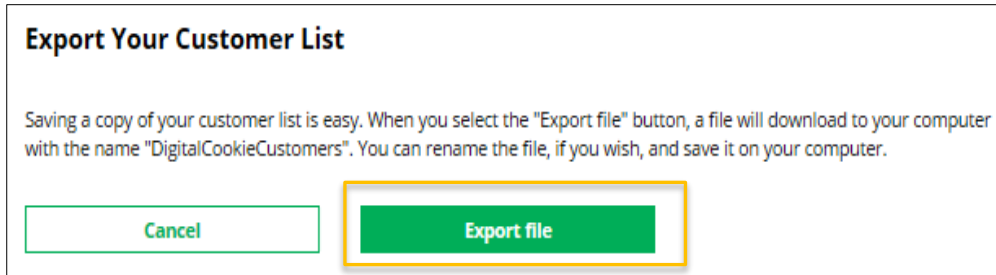 Export Your Customer List
Saving a copy of your customer list is easy. When you select the "Export file" button, a file will download to your computer
with the name "DigitalCookieCustomers". You can rename the file, if you wish, and save it on your computer.
Cancel
Export file